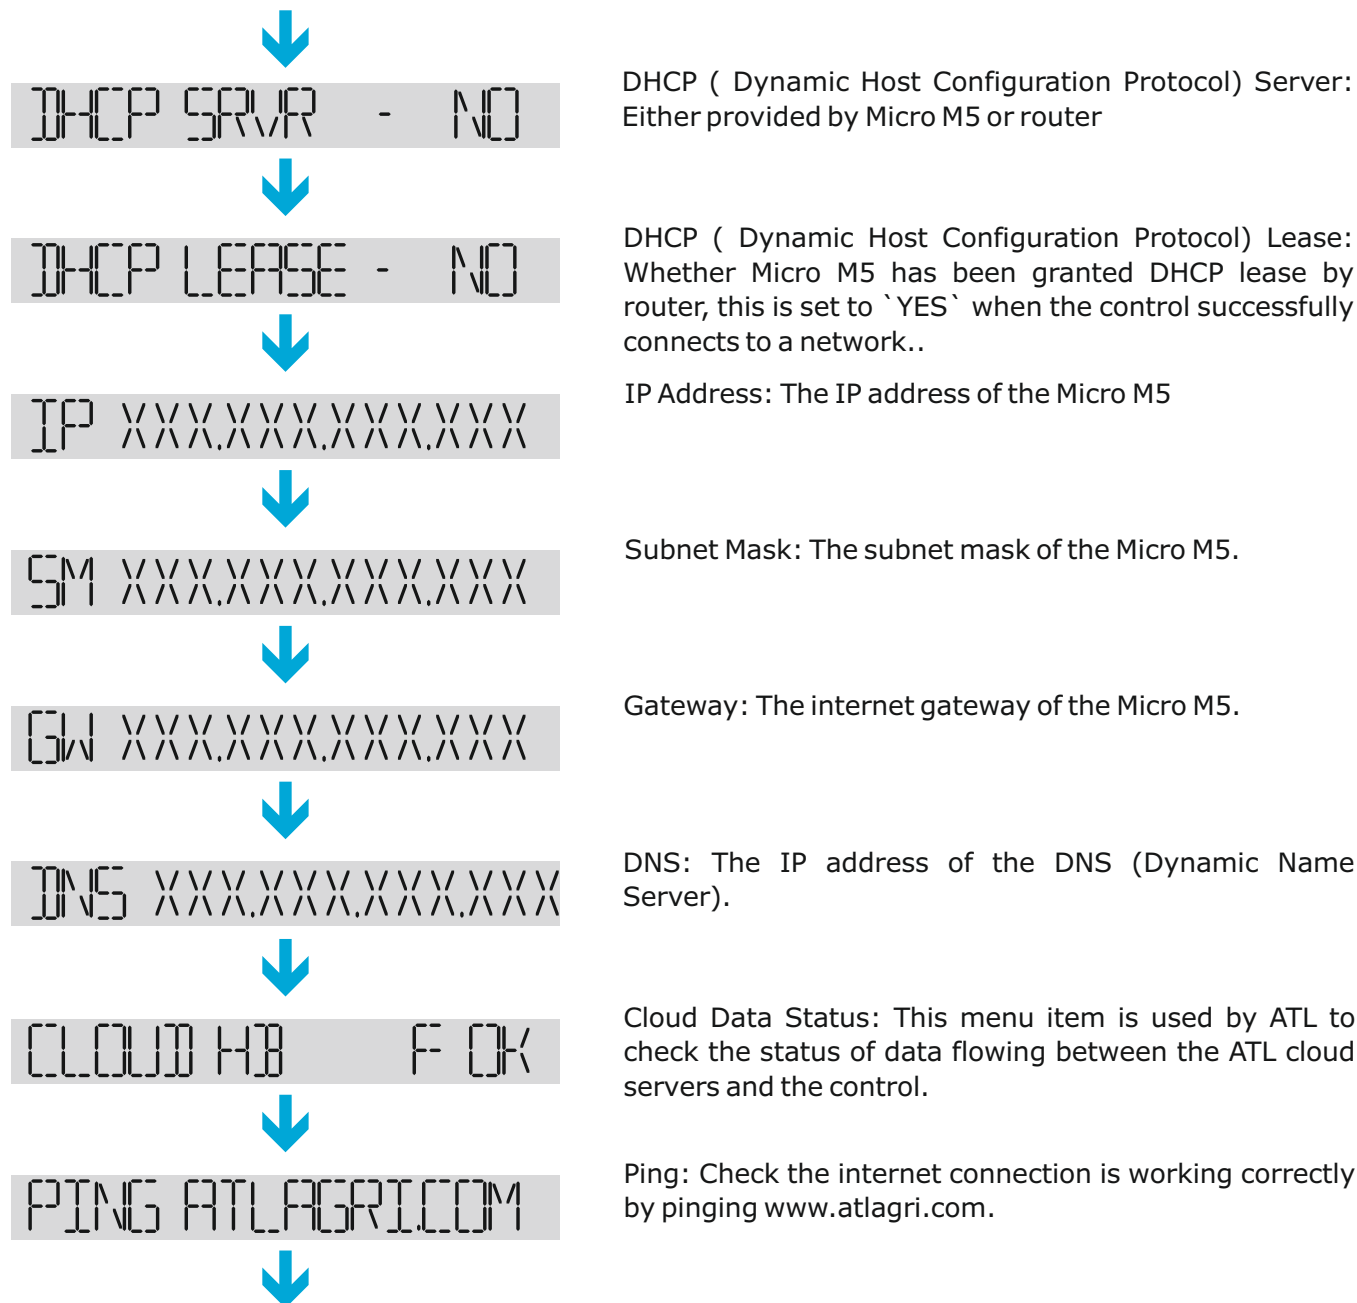 DHCP SRVR - NO
DHCP ( Dynamic Host Configuration Protocol) Server:
Either provided by Micro M5 or router
DHCP LEASE - NO
DHCP ( Dynamic Host Configuration Protocol) Lease:
Whether Micro M5 has been granted DHCP lease by
router, this is set to `YES` when the control successfully
connects to a network..
IP XXX.XXX.XXX.XXX
IP Address: The IP address of the Micro M5
SM XXX.XXX.XXX.XXX
Subnet Mask: The subnet mask of the Micro M5.
GW XXX.XXX.XXX.XXX
Gateway: The internet gateway of the Micro M5.
DNS XXX.XXX.XXX.XXX
DNS: The IP address of the DNS (Dynamic Name
Server).
CLOUD HB F OK
Cloud Data Status: This menu item is used by ATL to
check the status of data flowing between the ATL cloud
servers and the control.
PING ATLAGRI.COM
Ping: Check the internet connection is working correctly
by pinging www.atlagri.com.